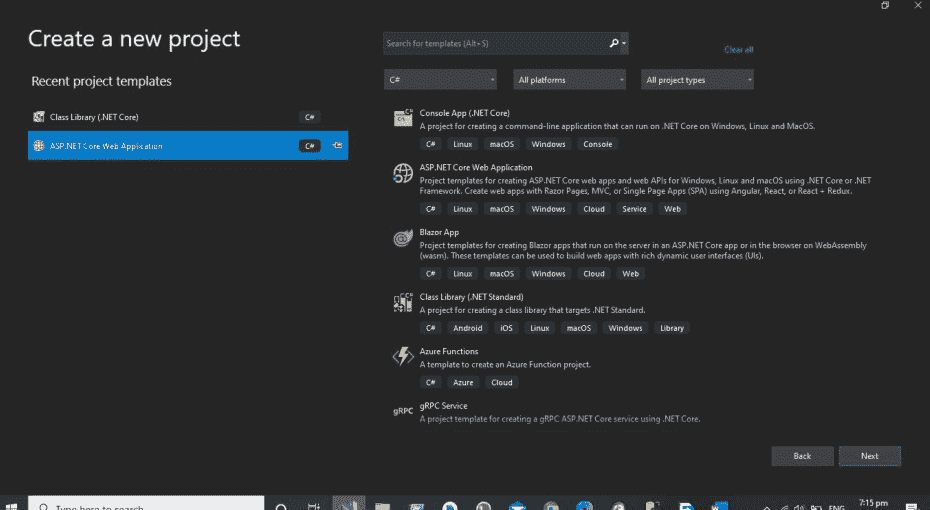 Create a new project
Search for templates (Alt+S)
Clear all
Recent project templates
C#
All platforms
All project types
Class Library (.NET Core)
C#
ASP.NET Core Web Application
C#
Console App (.NET Core)
A project for creating a command-line application that can run on .NET Core on Windows, Linux and MacOS.
C# Linux macOS Windows Console
ASP.NET Core Web Application
Project templates for creating ASP.NET Core web apps and web APIs for Windows, Linux and macOS using .NET Core or .NET
Framework. Create web apps with Razor Pages, MVC, or Single Page Apps (SPA) using Angular, React, or React + Redux.
C# Linux macOS Windows Cloud Service Web
Blazor App
Project templates for creating Blazor apps that run on the server in an ASP.NET Core app or in the browser on WebAssembly
(wasm). These templates can be used to build web apps with rich dynamic user interfaces (UIs).
C# Linux macOS Windows Cloud Web
Class Library (.NET Standard)
A project for creating a class library that targets .NET Standard.
C# Android iOS Linux macOS Windows Library
Azure Functions
A template to create an Azure Function project.
C# Azure Cloud
gRPC gRPC Service
A project template for creating a gRPC ASP.NET Core service using .NET Core.
Back
Next
Type here to search
7:15 pm
ENG